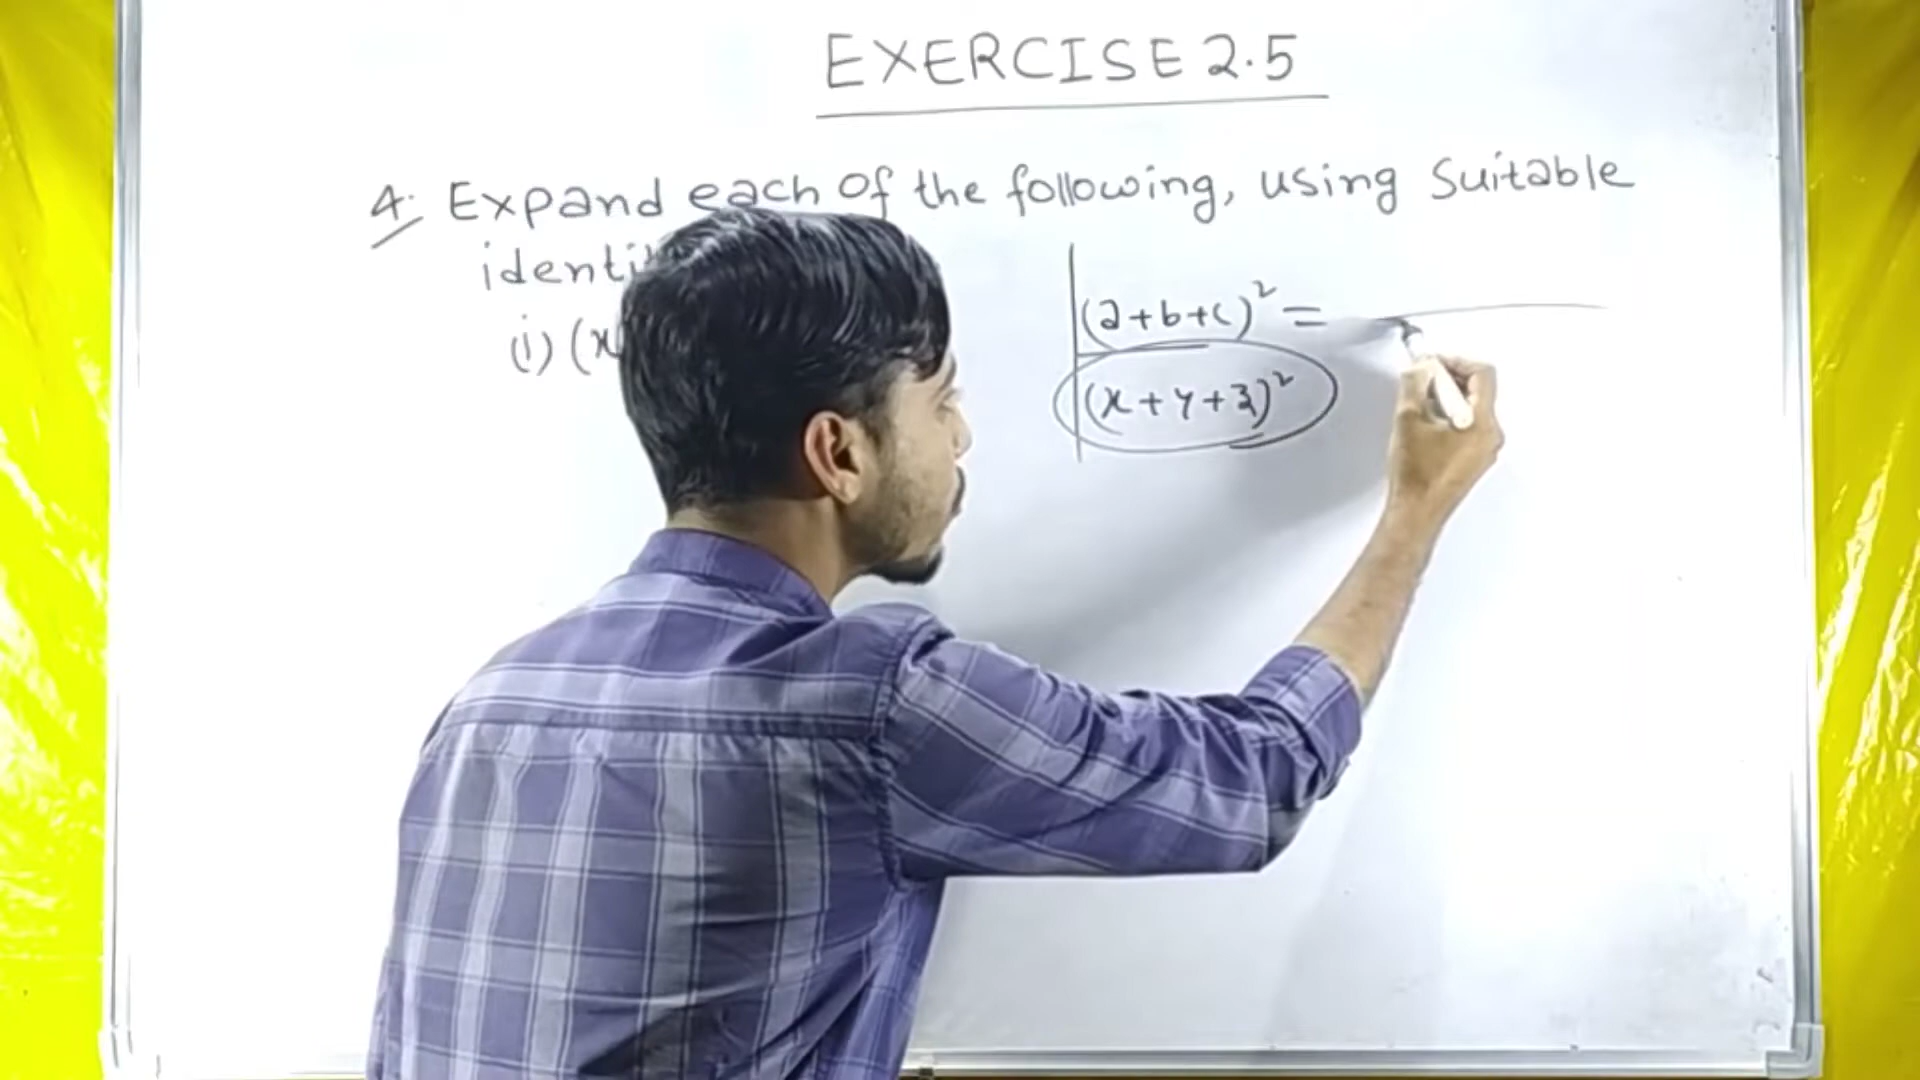 EXERCISE 2.5
4. Expand each of the following, using suitable
identi
(i) (x
(a+b+c)² =
(x+y+z)²